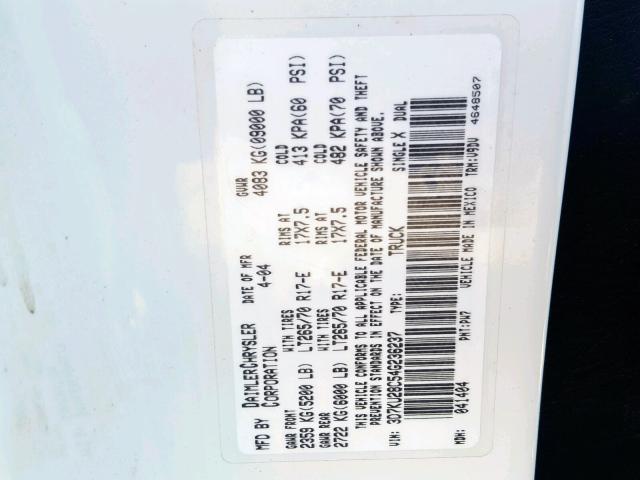 MFD BY DAIMLERCHRYSLER CORPORATION
DATE OF MFR 4-04
GVWR 4083 KG(09000 LB)
GAWR FRONT WITH TIRES RIMS AT COLD
2359 KG(5200 LB) LT265/70 R17-E 17X7.5 413 KPA(60 PSI)
GAWR REAR WITH TIRES RIMS AT COLD
2722 KG(6000 LB) LT265/70 R17-E 17X7.5 482 KPA(70 PSI)
THIS VEHICLE CONFORMS TO ALL APPLICABLE FEDERAL MOTOR VEHICLE SAFETY AND THEFT
PREVENTION STANDARDS IN EFFECT ON THE DATE OF MANUFACTURE SHOWN ABOVE.
VIN: 3D7KU28C54G236237 TYPE: TRUCK SINGLE X DUAL
MDH: 041404 PNT:PW7 VEHICLE MADE IN MEXICO TRM:V9DV 4648507